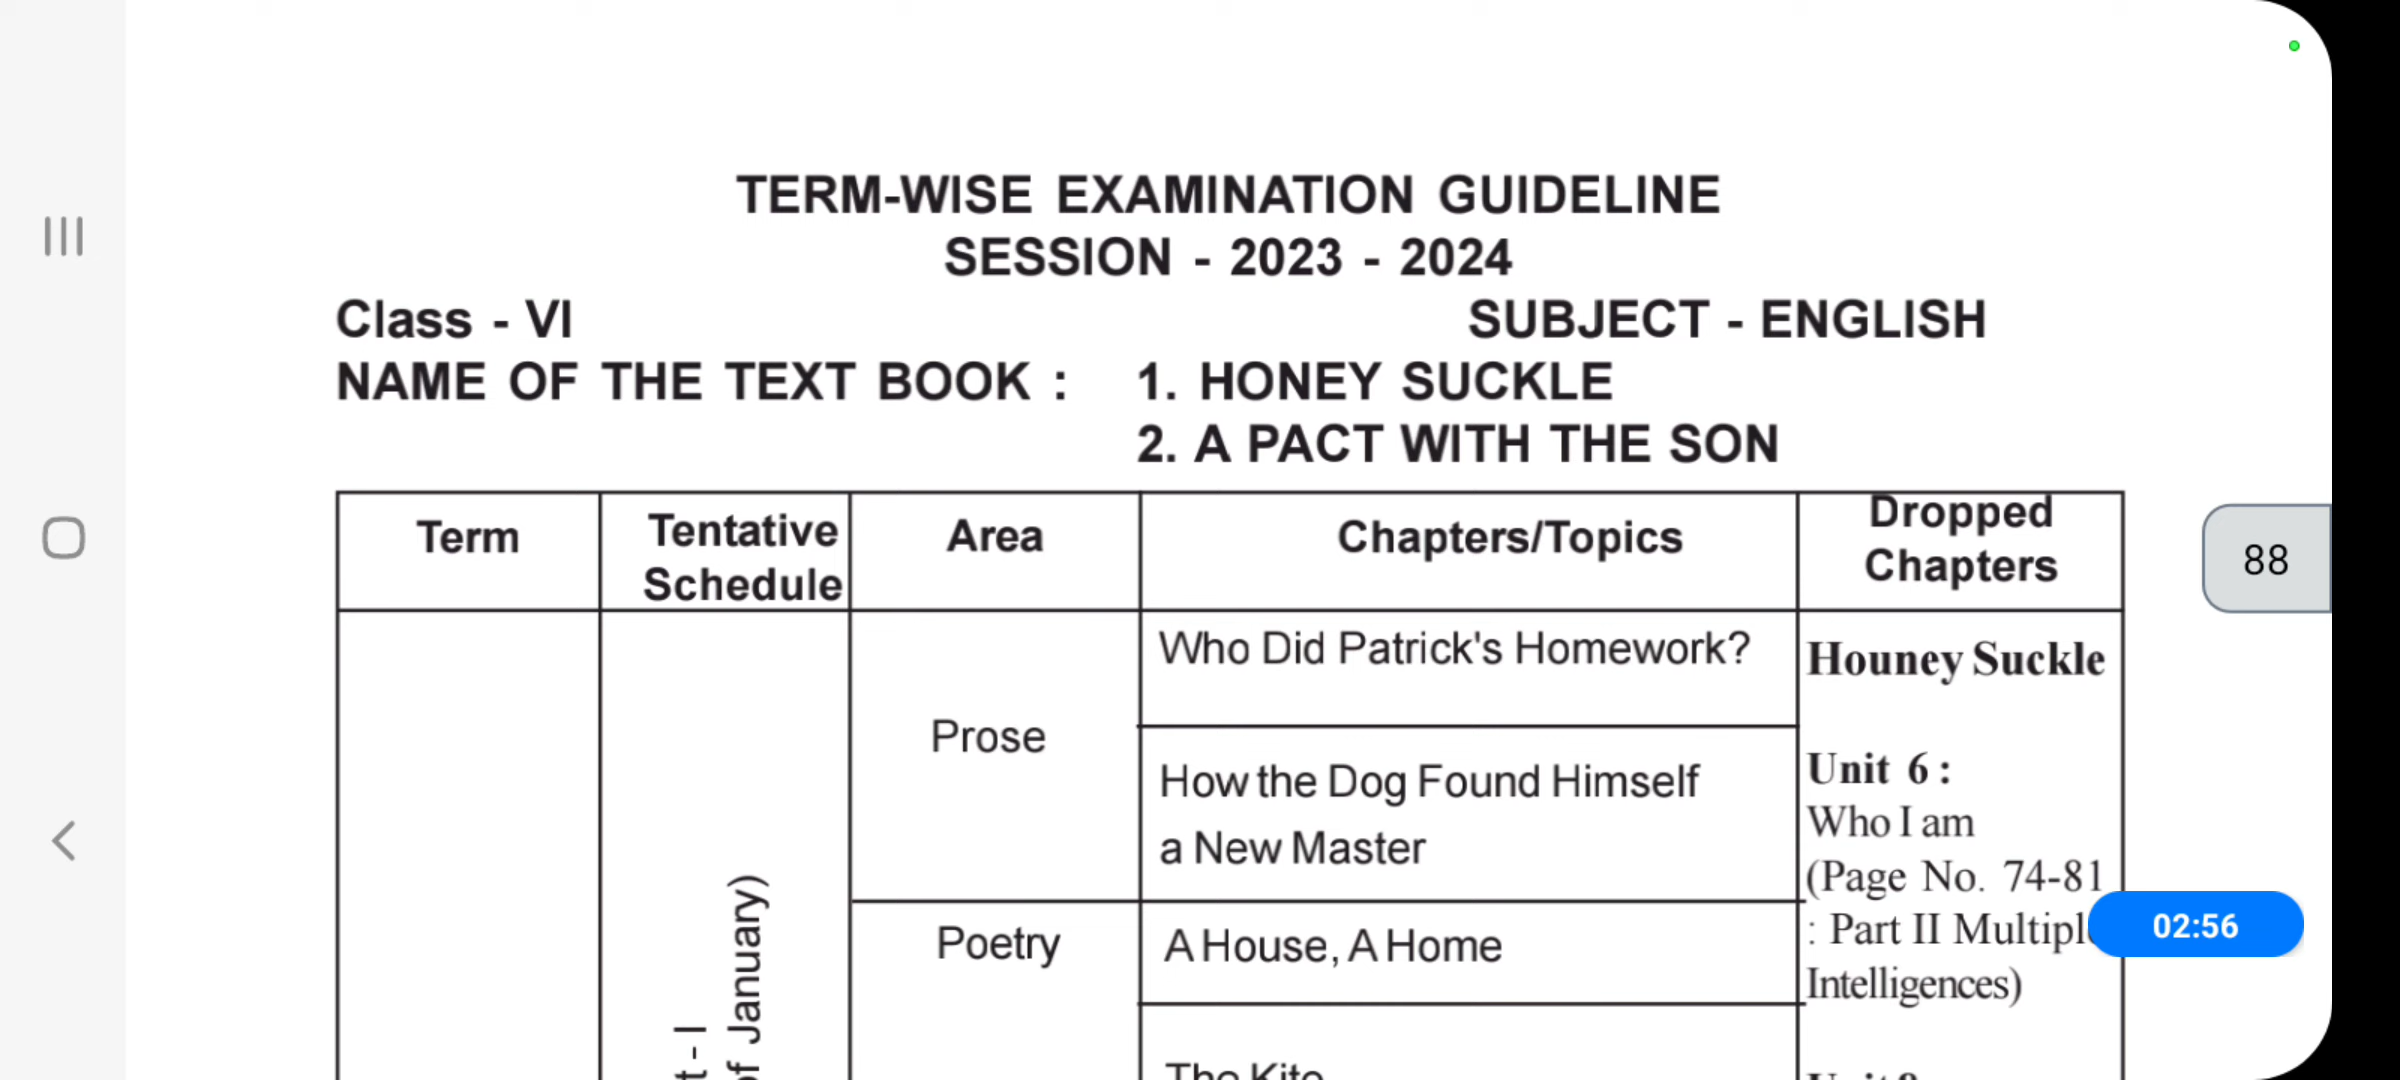 TERM-WISE EXAMINATION GUIDELINE
SESSION - 2023 - 2024
Class - VI SUBJECT - ENGLISH
NAME OF THE TEXT BOOK : 1. HONEY SUCKLE
2. A PACT WITH THE SON
Term
Tentative
Schedule
Area
Chapters/Topics
Dropped
Chapters
of January)
Prose
Who Did Patrick's Homework?
How the Dog Found Himself
a New Master
Poetry
A House, A Home
The Kite
Houney Suckle
Unit 6 :
Who I am
(Page No. 74-81
: Part II
Intelligences)
88
02:56